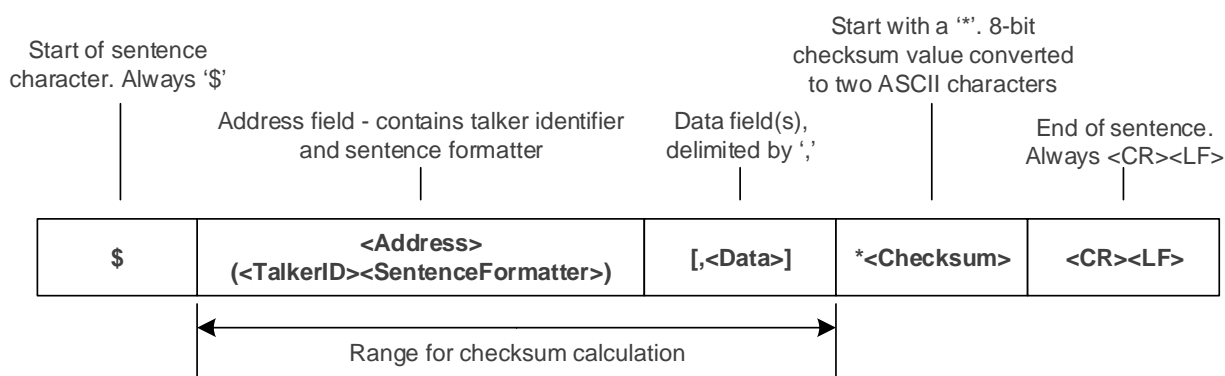 Start of sentence
character. Always ‘$’
Address field - contains talker identifier
and sentence formatter
Data field(s),
delimited by ‘,’
Start with a ‘*’. 8-bit
checksum value converted
to two ASCII characters
End of sentence.
Always <CR><LF>
$
<Address>
(<TalkerID><SentenceFormatter>)
[,<Data>]
*<Checksum>
<CR><LF>
Range for checksum calculation